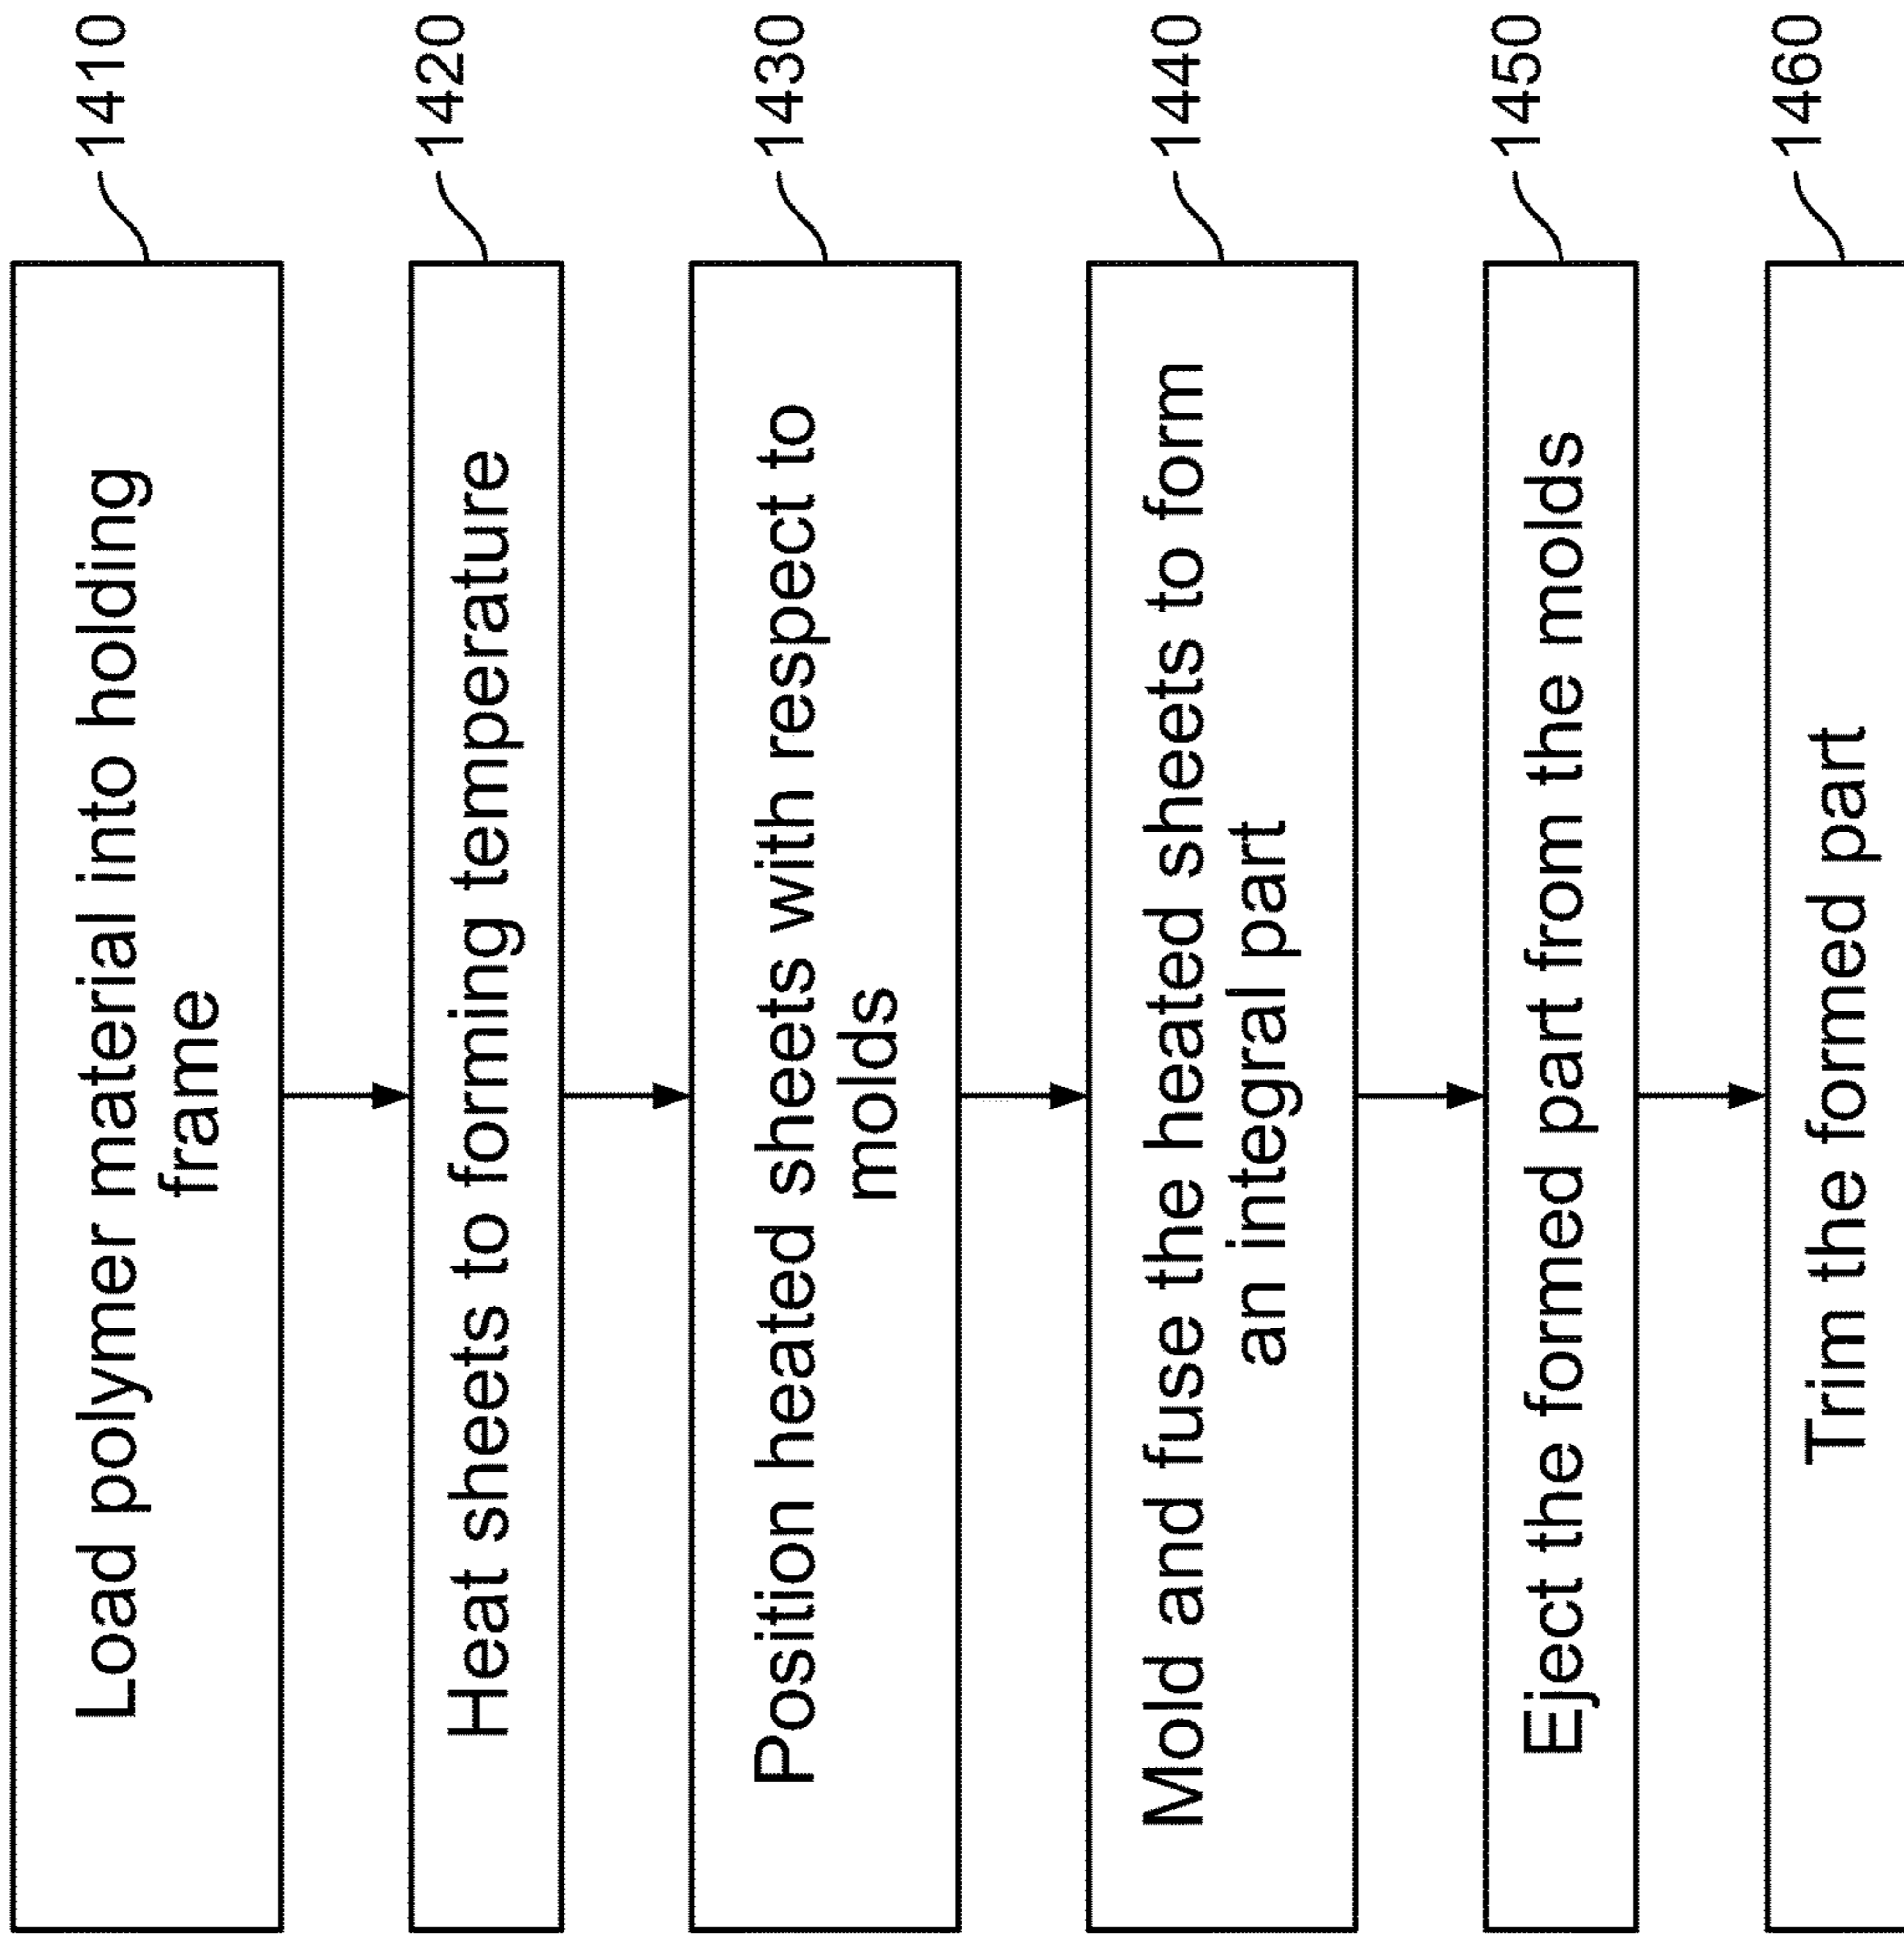 Load polymer material into holding
frame
1410
Heat sheets to forming temperature
1420
Position heated sheets with respect to
molds
1430
Mold and fuse the heated sheets to form
an integral part
1440
Eject the formed part from the molds
1450
Trim the formed part
1460